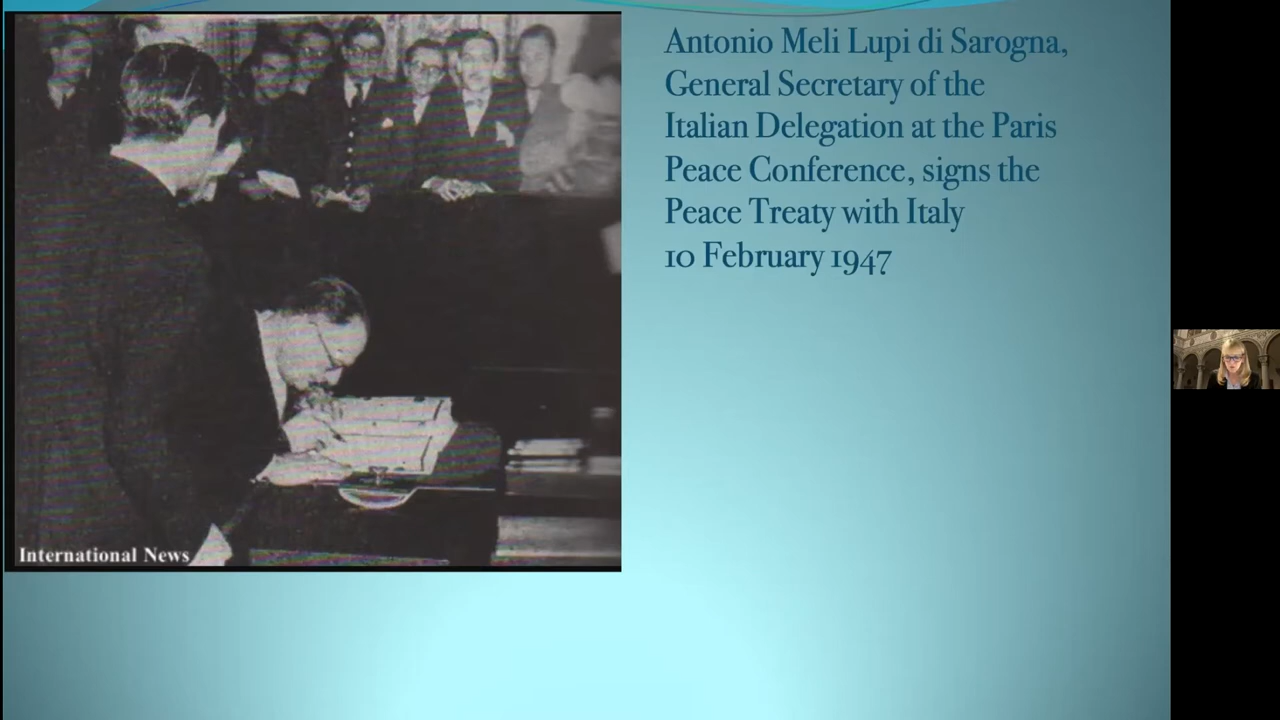 Antonio Meli Lupi di Sarogna,
General Secretary of the
Italian Delegation at the Paris
Peace Conference, signs the
Peace Treaty with Italy
10 February 1947
International News